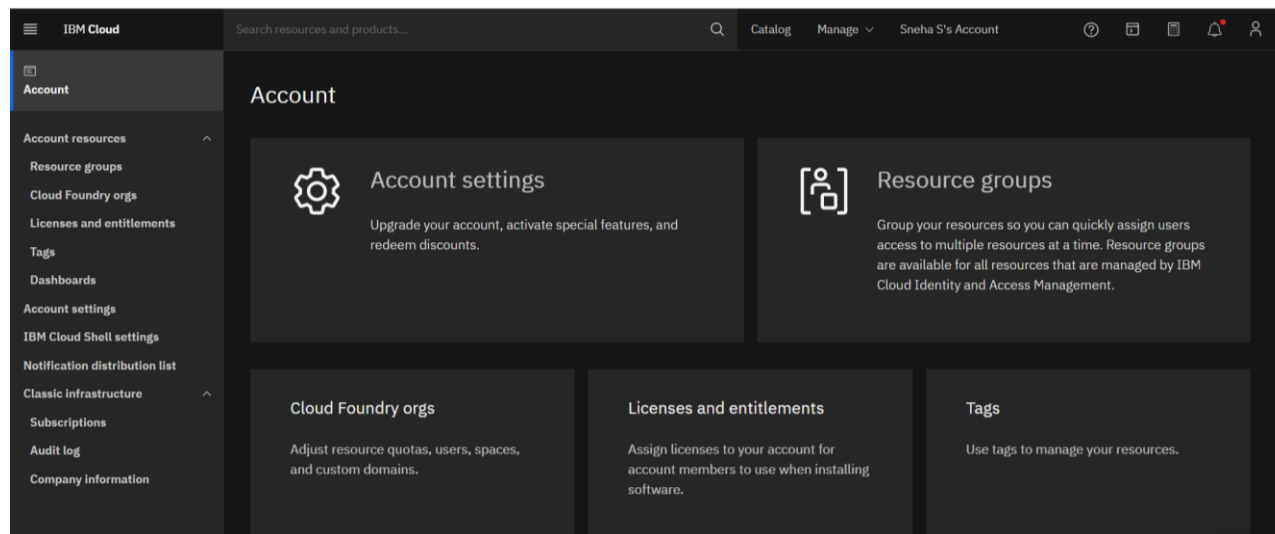 IBM Cloud
Search resources and products...
Catalog
Manage
Sneha S's Account
Account
Account resources
Resource groups
Cloud Foundry orgs
Licenses and entitlements
Tags
Dashboards
Account settings
IBM Cloud Shell settings
Notification distribution list
Classic infrastructure
Subscriptions
Audit log
Company information
Account
Account settings
Upgrade your account, activate special features, and
redeem discounts.
Resource groups
Group your resources so you can quickly assign users
access to multiple resources at a time. Resource groups
are available for all resources that are managed by IBM
Cloud Identity and Access Management.
Cloud Foundry orgs
Adjust resource quotas, users, spaces,
and custom domains.
Licenses and entitlements
Assign licenses to your account for
account members to use when installing
software.
Tags
Use tags to manage your resources.